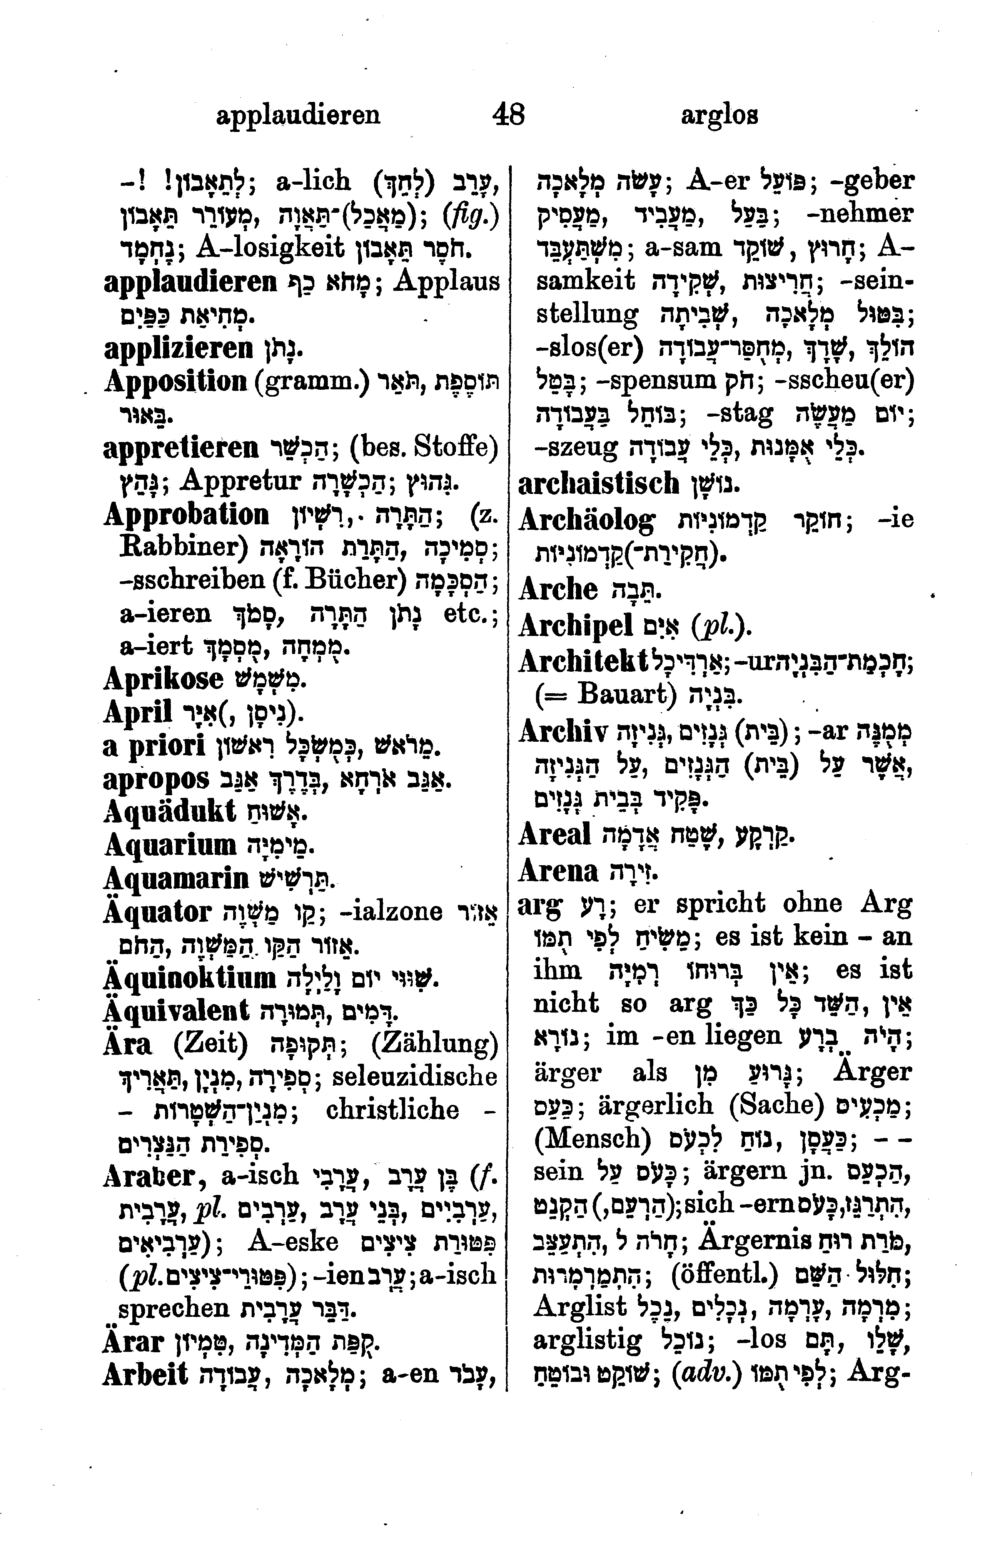 applaudieren 48 arglos
-! !לְתֵאָבוֹן; a-lich (לְחֵךְ) עָרֵב,
מְעוֹרֵר תֵּאָבוֹן, (מַאֲכַל־)תַּאֲוָה; (fig.)
נֶחְמָד; A-losigkeit חֹסֶר תֵּאָבוֹן.
applaudieren מָחֹא כַף; Applaus
מְחִיאַת כַּפַּיִם.
applizieren נָתֹן.
Apposition (gramm.) תּוֹסֶפֶת, תֹּאַר
בֵּאוּר.
appretieren הַכְשֵׁר; (bes. Stoffe)
גָּהֵץ; Appretur הַכְשָׁרָה; גִּהוּץ.
Approbation הַתָּרָה, רִשָּׁיוֹן; (z.
Rabbiner) סְמִיכָה, הַתָּרַת הוֹרָאָה;
-sschreiben (f. Bücher) הַסְכָּמָה;
a-ieren נָתֹן הַתָּרָה, סָמֹךְ etc.;
a-iert מֻמְחֶה, מֻסְמָךְ.
Aprikose מִשְׁמֵשׁ.
April (נִיסָן, )אִיָּר.
a priori מֵרֹאשׁ, כְּמֻשְׂכָּל רִאשׁוֹן.
apropos אַגַּב אֹרְחָא, בְּדֶרֶךְ אַגַּב.
Aquädukt אָשׁוּחַ.
Aquarium מֵימִיָּה.
Aquamarin תַּרְשִׁישׁ.
Äquator קַו מַשְׁוֶה; -ialzone אֵזוֹר
הַחֹם, אֵזוֹר הַקַּו הַמַּשְׁוֶה.
Äquinoktium שִׁוּוּי יוֹם וָלַיְלָה.
Äquivalent דָּמִים, תְּמוּרָה.
Ära (Zeit) תְּקוּפָה; (Zählung)
סְפִירָה, מִנְיָן, תַּאֲרִיךְ; seleuzidische
- מִנְיַן־הַשְּׁטָרוֹת; christliche -
סְפִירַת הַנַּצְרִים.
Araber, a-isch עַרְבִי, בֶּן עֲרָב (f.
עֲרָבִית, pl. עַרְבִיִּים, בְּנֵי עֲרָב, עַרְבִים,
עַרְבִיאִים); A-eske פִּטּוּרֵת צִיצִים
(pl. פִּטּוּרֵי־צִיצִים); -ien עֲרָב; a-isch
sprechen דַּבֵּר עֲרָבִית.
Ärar קֻפַּת הַמְּדִינָה, טִמְיוֹן.
Arbeit מְלָאכָה, עֲבוֹדָה; a-en עָבֹד,
עָשֹׂה מְלָאכָה; A-er פּוֹעֵל; -geber
בַּעַל, מַעֲבִיד, מַעֲסִיק; -nehmer
מִשְׁתַּעְבֵּד; a-sam חָרוּץ, שׁוֹקֵד; A-
samkeit חֲרִיצוּת, שְׁקִידָה; -sein-
stellung בִּטּוּל מְלָאכָה, שְׁבִיתָה;
-slos(er) הוֹלֵךְ, שָׁרֵךְ, מְחֻסַּר־עֲבוֹדָה
בָּטֵל; -spensum חֹק; -sscheu(er)
בּוֹחֵל בַּעֲבוֹדָה; -stag יוֹם מַעֲשֶׂה;
-szeug כְּלִי אֻמָּנוּת, כְּלֵי עֲבוֹדָה.
archaistisch נוֹשָׁן.
Archäolog חוֹקֵר קַדְמוֹנִיּוֹת; -ie
(חֲקִירַת־)קַדְמוֹנִיּוֹת.
Arche תֵּבָה.
Archipel אִיִּם (pl.).
Architekt אַרְדִּיכָל; -ur חָכְמַת־הַבִּנְיָה;
(= Bauart) בִּנְיָה.
Archiv (בֵּית) גְּנָזִים, גְּנִיזָה; -ar מְמֻנֶּה
עַל הַגְּנִיזָה, אֲשֶׁר עַל (בֵּית) הַגְּנָזִים,
פָּקִיד בְּבֵית גְּנָזִים.
Areal קַרְקַע, שֶׁטַח אֲדָמָה.
Arena זִירָה.
arg רַע; er spricht ohne Arg
מֵשִׂיחַ לְפִי תֻמּוֹ; es ist kein - an
ihm אֵין בְּרוּחוֹ רְמִיָּה; es ist
nicht so arg אֵין הַחֲשָׁד כָּל כָּךְ,
נוֹרָא; im -en liegen הָיֹה בְרָע;
ärger als גָּרוּעַ מִן; Ärger
כַּעַס; ärgerlich (Sache) מַכְעִיס;
(Mensch) כַּעֲסָן, נוֹחַ לִכְעֹס; - -
sein כָּעֹס עַל; ärgern jn. הַכְעֵס,
הַקְנֵט (,הַרְעֵם); sich -ern כָּעֹס, הִתְרַגֵּז,
חָרֹה ל, הִתְעַצֵּב; Ärgernis מֹרַת רוּחַ,
הִתְמַרְמְרוּת; (öffentl.) חִלּוּל הַשֵּׁם;
Arglist מִרְמָה, עָרְמָה, נְכָלִים, נֵכֶל;
arglistig נוֹכֵל; -los שָׁלֵו, תָּם,
שׁוֹקֵט וּבוֹטֵחַ; (adv.) לְפִי תֻמּוֹ; Arg-